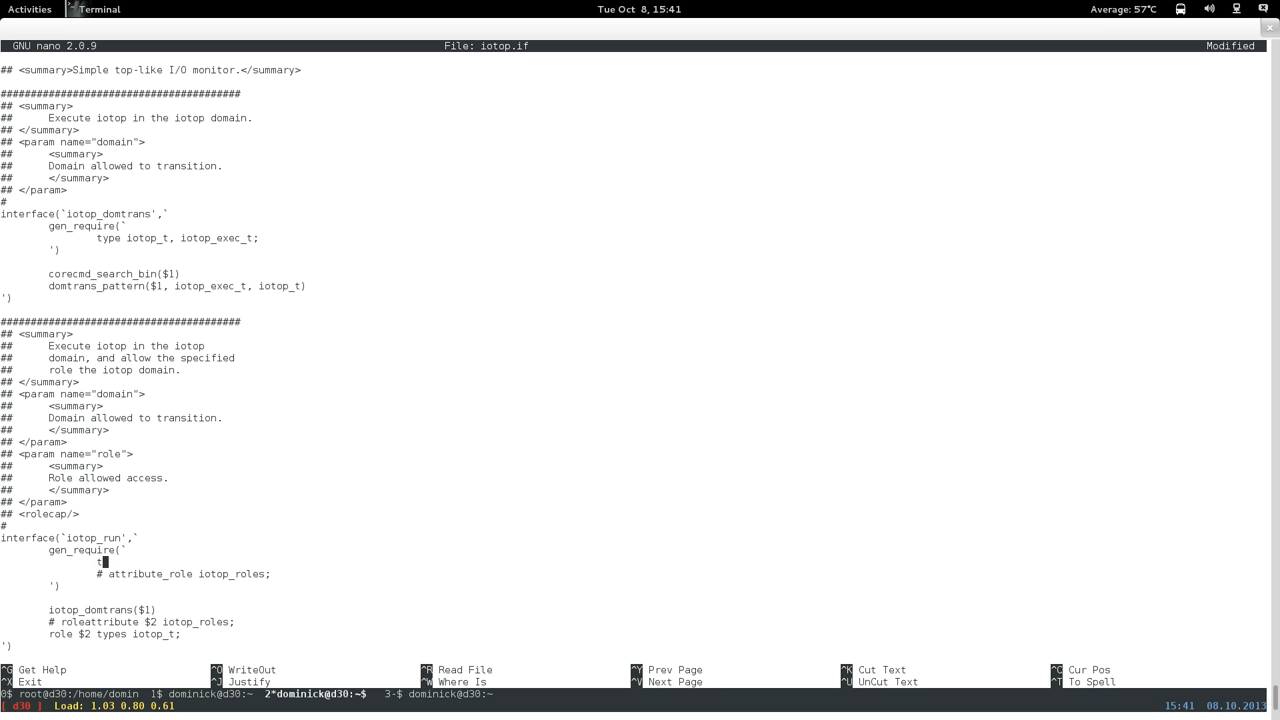 Activities Terminal Tue Oct 8, 15:41 Average: 57°C
GNU nano 2.0.9 File: iotop.if Modified
## <summary>Simple top-like I/O monitor.</summary>
########################################
## <summary>
## Execute iotop in the iotop domain.
## </summary>
## <param name="domain">
## <summary>
## Domain allowed to transition.
## </summary>
## </param>
#
interface(`iotop_domtrans',`
gen_require(`
type iotop_t, iotop_exec_t;
')
corecmd_search_bin($1)
domtrans_pattern($1, iotop_exec_t, iotop_t)
')
########################################
## <summary>
## Execute iotop in the iotop
## domain, and allow the specified
## role the iotop domain.
## </summary>
## <param name="domain">
## <summary>
## Domain allowed to transition.
## </summary>
## </param>
## <param name="role">
## <summary>
## Role allowed access.
## </summary>
## </param>
## <rolecap/>
#
interface(`iotop_run',`
gen_require(`
t
# attribute_role iotop_roles;
')
iotop_domtrans($1)
# roleattribute $2 iotop_roles;
role $2 types iotop_t;
')
^G Get Help ^O WriteOut ^R Read File ^Y Prev Page ^K Cut Text ^C Cur Pos
^X Exit ^J Justify ^W Where Is ^V Next Page ^U UnCut Text ^T To Spell
0$ root@d30:/home/domin 1$ dominick@d30:~ 2*dominick@d30:~$ 3-$ dominick@d30:~
[ d30 ] Load: 1.03 0.80 0.61 15:41 08.10.2013